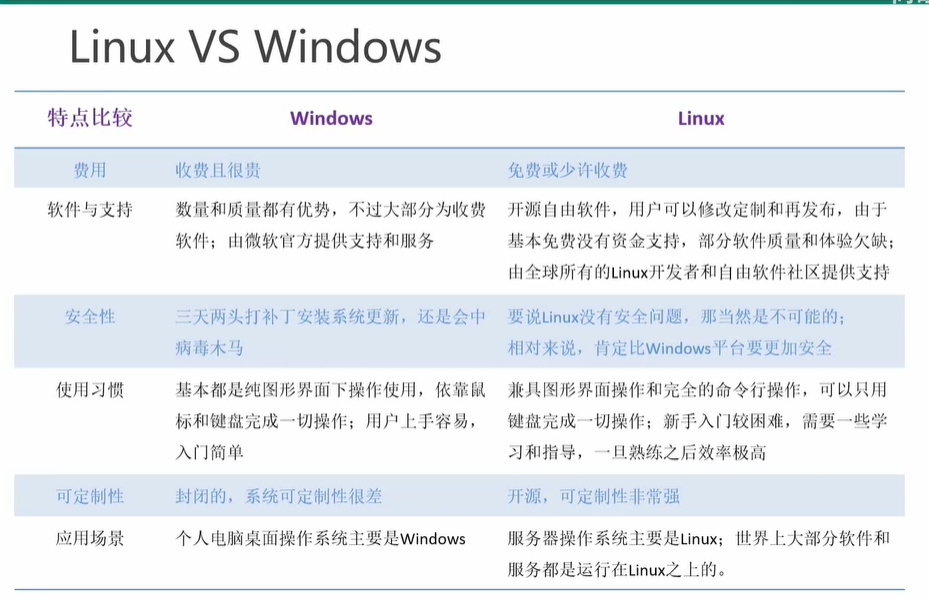 Linux VS Windows
特点比较 Windows Linux
费用 收费且很贵 免费或少许收费
软件与支持 数量和质量都有优势，不过大部分为收费 开源自由软件，用户可以修改定制和再发布，由于
软件；由微软官方提供支持和服务 基本免费没有资金支持，部分软件质量和体验欠缺；
由全球所有的Linux开发者和自由软件社区提供支持
安全性 三天两头打补丁安装系统更新，还是会中 要说Linux没有安全问题，那当然是不可能的；
病毒木马 相对来说，肯定比Windows平台要更加安全
使用习惯 基本都是纯图形界面下操作使用，依靠鼠 兼具图形界面操作和完全的命令行操作，可以只用
标和键盘完成一切操作；用户上手容易， 键盘完成一切操作；新手入门较困难，需要一些学
入门简单 习和指导，一旦熟练之后效率极高
可定制性 封闭的，系统可定制性很差 开源，可定制性非常强
应用场景 个人电脑桌面操作系统主要是Windows 服务器操作系统主要是Linux；世界上大部分软件和
服务都是运行在Linux之上的。